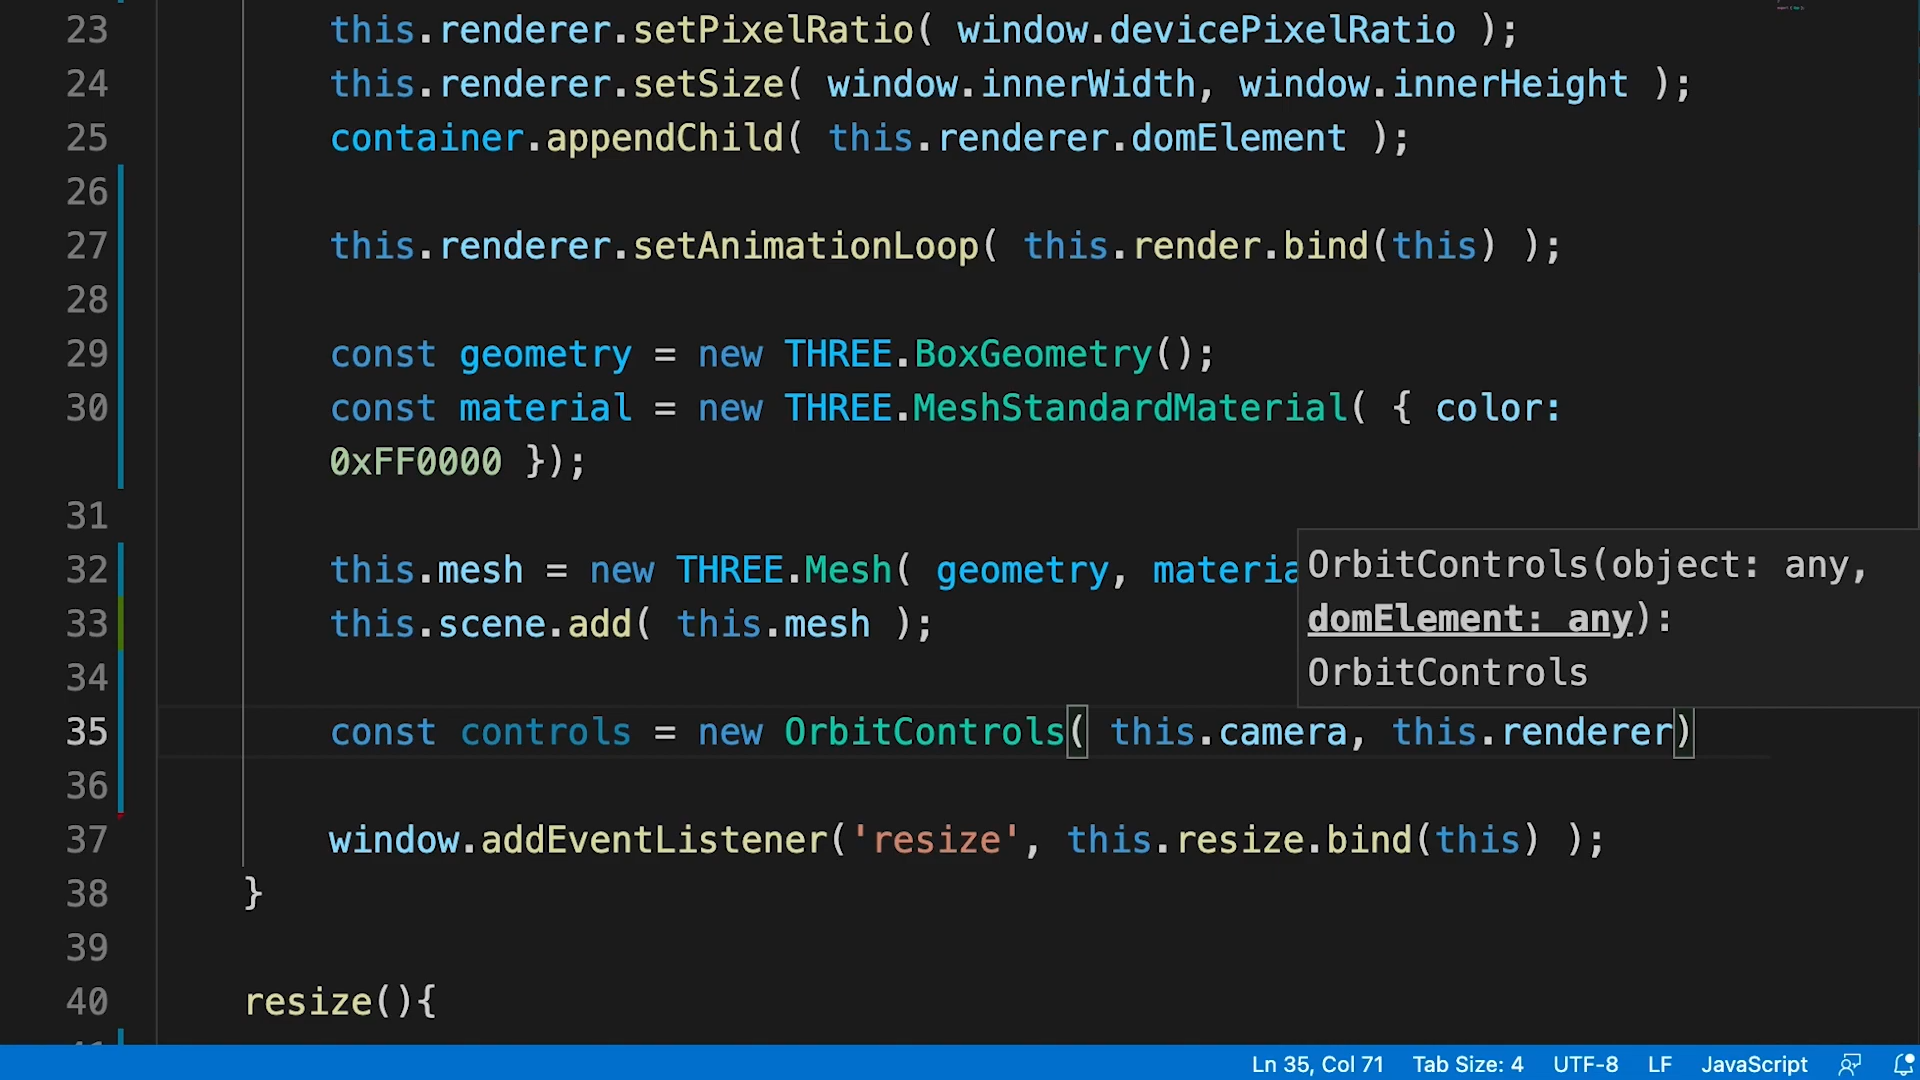 23 this.renderer.setPixelRatio( window.devicePixelRatio );
24 this.renderer.setSize( window.innerWidth, window.innerHeight );
25 container.appendChild( this.renderer.domElement );
26
27 this.renderer.setAnimationLoop( this.render.bind(this) );
28
29 const geometry = new THREE.BoxGeometry();
30 const material = new THREE.MeshStandardMaterial( { color:
0xFF0000 });
31
32 this.mesh = new THREE.Mesh( geometry, materia
33 this.scene.add( this.mesh );
34
OrbitControls(object: any,
domElement: any):
OrbitControls
35 const controls = new OrbitControls( this.camera, this.renderer)
36
37 window.addEventListener('resize', this.resize.bind(this) );
38 }
39
40 resize(){
Ln 35, Col 71 Tab Size: 4 UTF-8 LF JavaScript